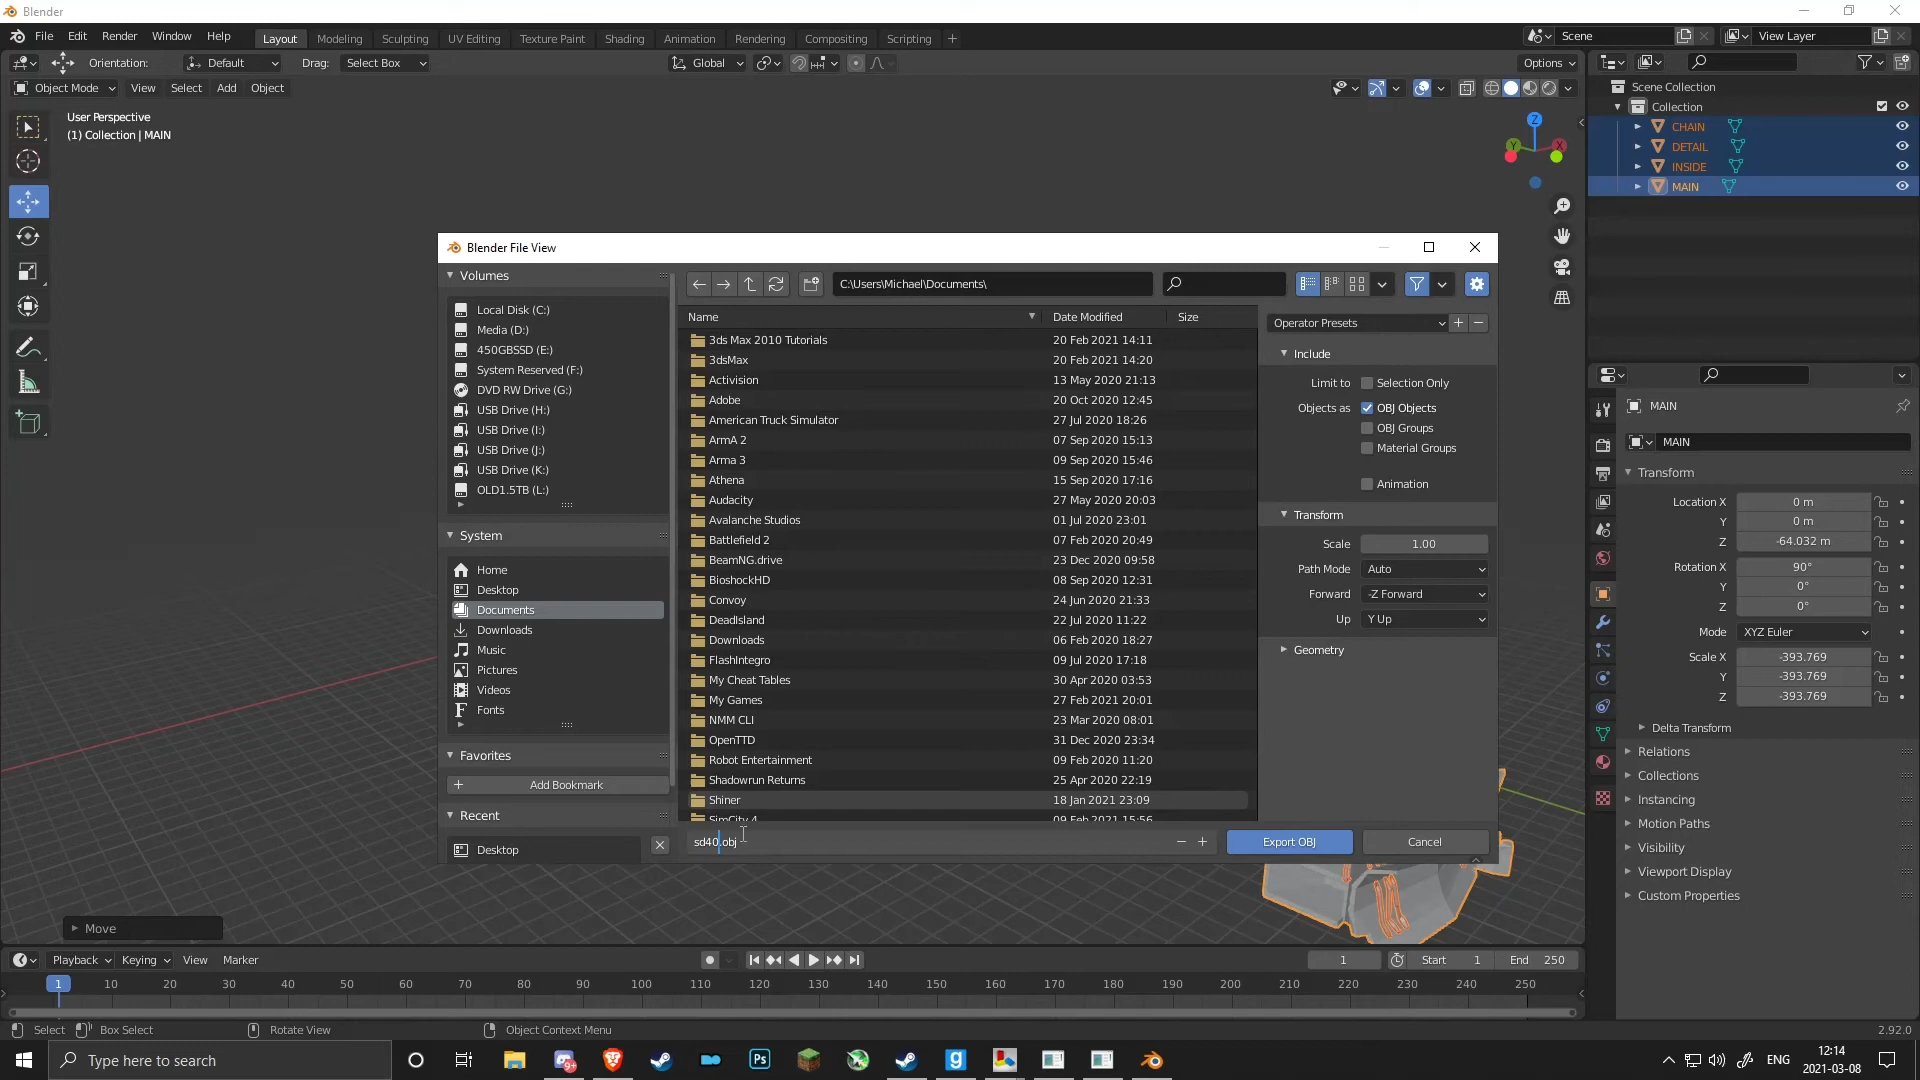 Blender
File Edit Render Window Help Layout Modeling Sculpting UV Editing Texture Paint Shading Animation Rendering Compositing Scripting + Scene View Layer
Orientation: Default Drag: Select Box Global Options
Object Mode View Select Add Object
User Perspective
(1) Collection | MAIN
Z
Y
X
Scene Collection
Collection
CHAIN
DETAIL
INSIDE
MAIN
Blender File View
Volumes
Local Disk (C:)
Media (D:)
450GBSSD (E:)
System Reserved (F:)
DVD RW Drive (G:)
USB Drive (H:)
USB Drive (I:)
USB Drive (J:)
USB Drive (K:)
OLD1.5TB (L:)
System
Home
Desktop
Documents
Downloads
Music
Pictures
Videos
Fonts
Favorites
Add Bookmark
Recent
Desktop
C:\Users\Michael\Documents\
Name Date Modified Size
3ds Max 2010 Tutorials 20 Feb 2021 14:11
3dsMax 20 Feb 2021 14:20
Activision 13 May 2020 21:13
Adobe 20 Oct 2020 12:45
American Truck Simulator 27 Jul 2020 18:26
ArmA 2 07 Sep 2020 15:13
Arma 3 09 Sep 2020 15:46
Athena 15 Sep 2020 17:16
Audacity 27 May 2020 20:03
Avalanche Studios 01 Jul 2020 23:01
Battlefield 2 07 Feb 2020 20:49
BeamNG.drive 23 Dec 2020 09:58
BioshockHD 08 Sep 2020 12:31
Convoy 24 Jun 2020 21:33
DeadIsland 22 Jul 2020 11:22
Downloads 06 Feb 2020 18:27
FlashIntegro 09 Jul 2020 17:18
My Cheat Tables 30 Apr 2020 03:53
My Games 27 Feb 2021 20:01
NMM CLI 23 Mar 2020 08:01
OpenTTD 31 Dec 2020 23:34
Robot Entertainment 09 Feb 2020 11:20
Shadowrun Returns 25 Apr 2020 22:19
Shiner 18 Jan 2021 23:09
SimCity 4 09 Feb 2021 15:56
sd40.obj
Export OBJ Cancel
Operator Presets
Include
Limit to Selection Only
Objects as OBJ Objects
OBJ Groups
Material Groups
Animation
Transform
Scale 1.00
Path Mode Auto
Forward -Z Forward
Up Y Up
Geometry
MAIN
MAIN
Transform
Location X 0 m
Y 0 m
Z -64.032 m
Rotation X 90°
Y 0°
Z 0°
Mode XYZ Euler
Scale X -393.769
Y -393.769
Z -393.769
Delta Transform
Relations
Collections
Instancing
Motion Paths
Visibility
Viewport Display
Custom Properties
Move
Playback Keying View Marker 1 Start 1 End 250
1 10 20 30 40 50 60 70 80 90 100 110 120 130 140 150 160 170 180 190 200 210 220 230 240 250
Select Box Select Rotate View Object Context Menu 2.92.0
Type here to search
Ps
g
ENG
12:14
2021-03-08